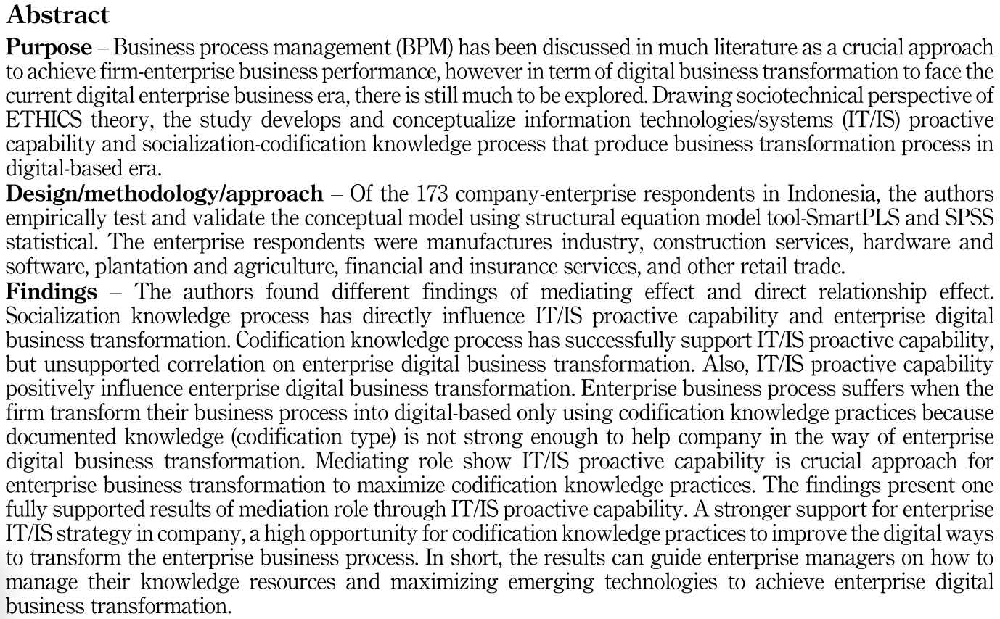 Abstract
Purpose – Business process management (BPM) has been discussed in much literature as a crucial approach
to achieve firm-enterprise business performance, however in term of digital business transformation to face the
current digital enterprise business era, there is still much to be explored. Drawing sociotechnical perspective of
ETHICS theory, the study develops and conceptualize information technologies/systems (IT/IS) proactive
capability and socialization-codification knowledge process that produce business transformation process in
digital-based era.
Design/methodology/approach – Of the 173 company-enterprise respondents in Indonesia, the authors
empirically test and validate the conceptual model using structural equation model tool-SmartPLS and SPSS
statistical. The enterprise respondents were manufactures industry, construction services, hardware and
software, plantation and agriculture, financial and insurance services, and other retail trade.
Findings – The authors found different findings of mediating effect and direct relationship effect.
Socialization knowledge process has directly influence IT/IS proactive capability and enterprise digital
business transformation. Codification knowledge process has successfully support IT/IS proactive capability,
but unsupported correlation on enterprise digital business transformation. Also, IT/IS proactive capability
positively influence enterprise digital business transformation. Enterprise business process suffers when the
firm transform their business process into digital-based only using codification knowledge practices because
documented knowledge (codification type) is not strong enough to help company in the way of enterprise
digital business transformation. Mediating role show IT/IS proactive capability is crucial approach for
enterprise business transformation to maximize codification knowledge practices. The findings present one
fully supported results of mediation role through IT/IS proactive capability. A stronger support for enterprise
IT/IS strategy in company, a high opportunity for codification knowledge practices to improve the digital ways
to transform the enterprise business process. In short, the results can guide enterprise managers on how to
manage their knowledge resources and maximizing emerging technologies to achieve enterprise digital
business transformation.